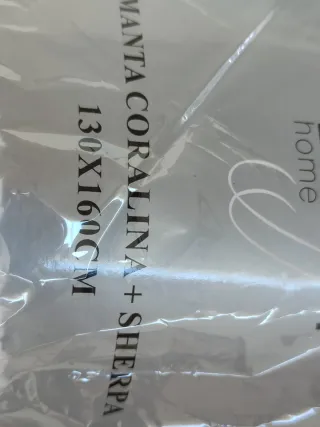 MANTA CORALINA + SHERPA
130X160CM
home